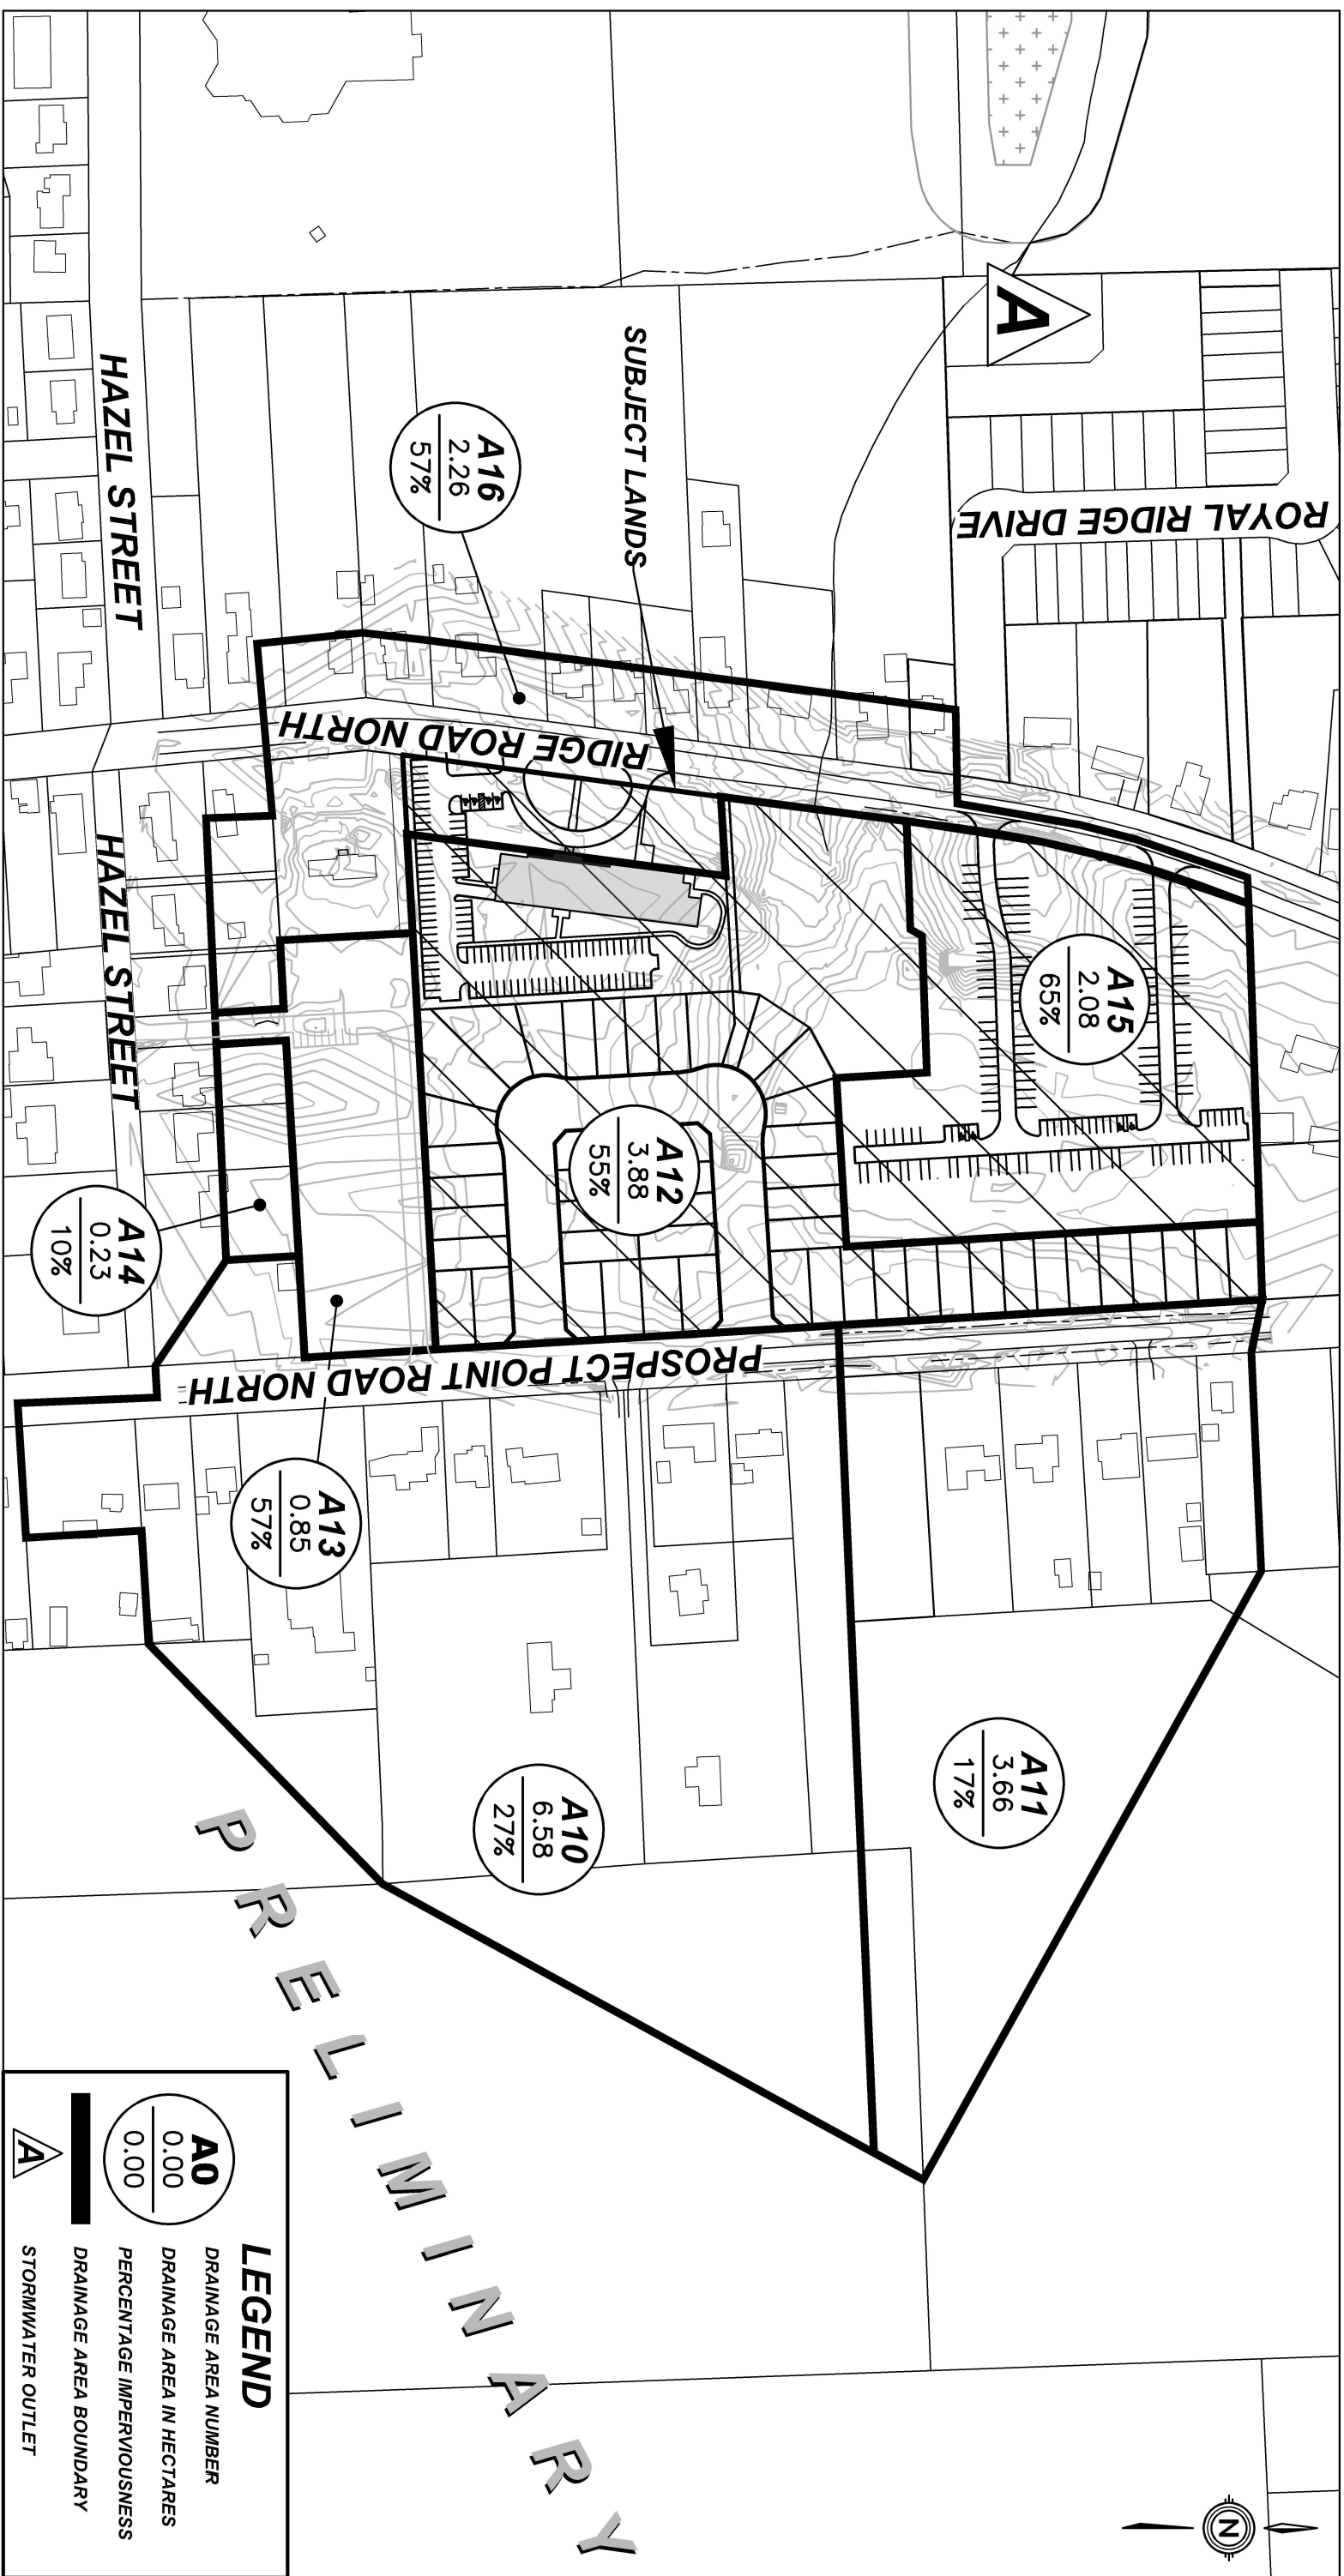 ROYAL RIDGE DRIVE
A
SUBJECT LANDS
A16
2.26
57%
HAZEL STREET
RIDGE ROAD NORTH
A15
2.08
65%
A12
3.88
55%
HAZEL STREET
A14
0.23
10%
PROSPECT POINT ROAD NORTH
A13
0.85
57%
A11
3.66
17%
A10
6.58
27%
PRELIMINARY
N
LEGEND
A0
0.00
0.00
DRAINAGE AREA NUMBER
DRAINAGE AREA IN HECTARES
PERCENTAGE IMPERVIOUSNESS
DRAINAGE AREA BOUNDARY
A
STORMWATER OUTLET